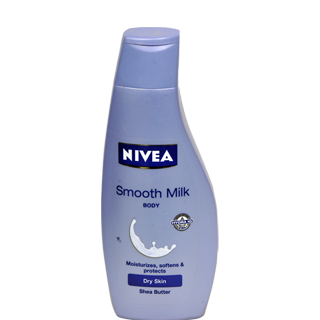 NIVEA
Smooth Milk
BODY
Moisturizes, softens &
protects
Dry Skin
Shea Butter